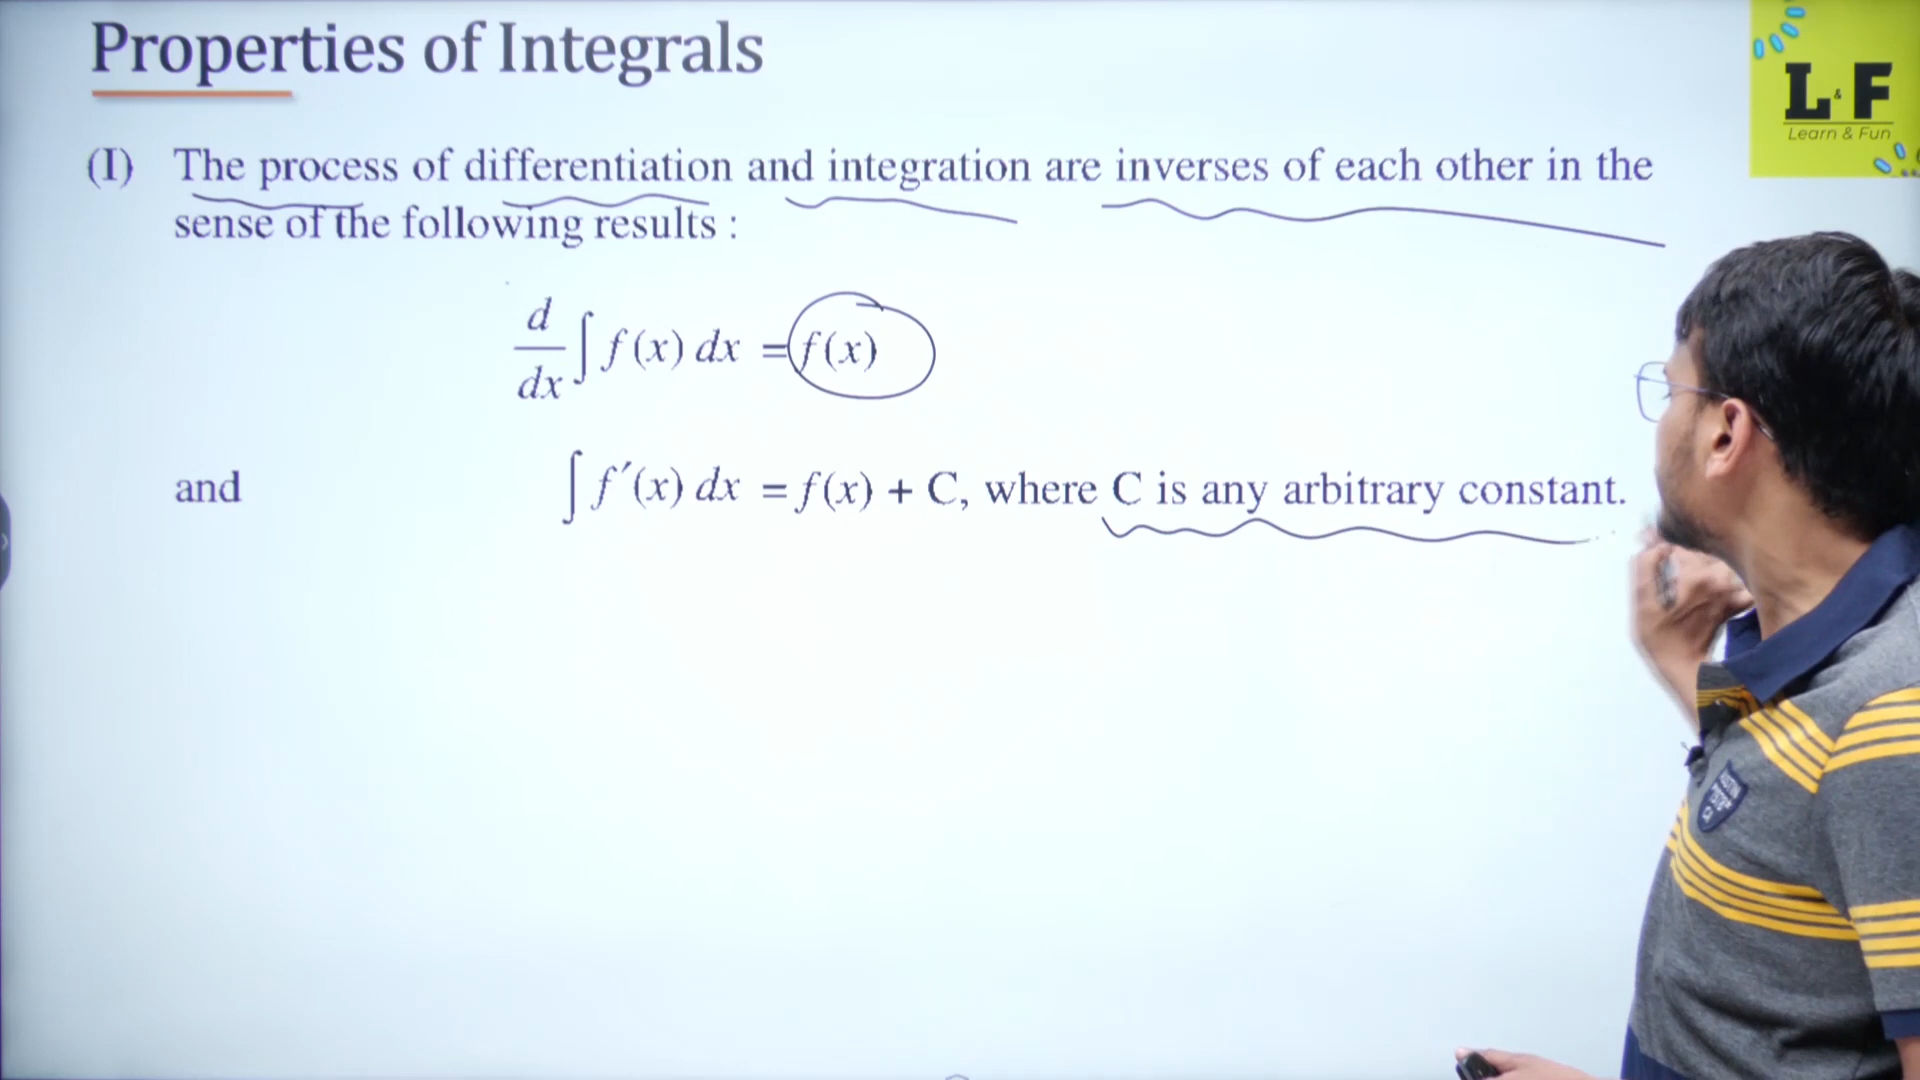 Properties of Integrals
L & F
Learn & Fun
(I) The process of differentiation and integration are inverses of each other in the
sense of the following results :
d/dx ∫ f (x) dx = f (x)
and ∫ f′(x) dx = f(x) + C, where C is any arbitrary constant.